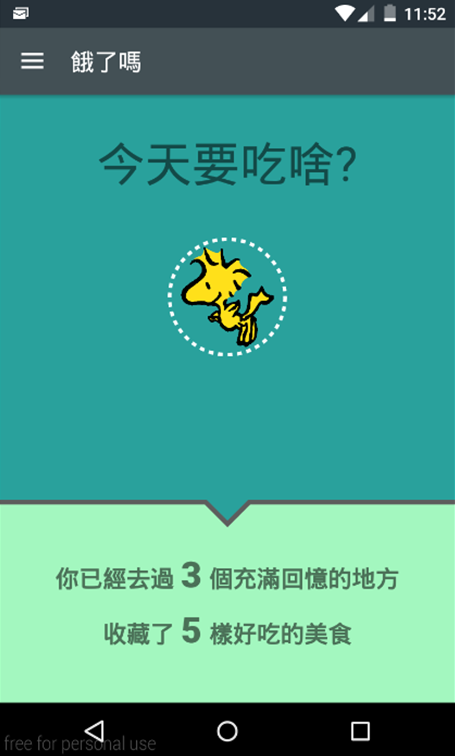 11:52
餓了嗎
今天要吃啥?
你已經去過 3 個充滿回憶的地方
收藏了 5 樣好吃的美食
free for personal use